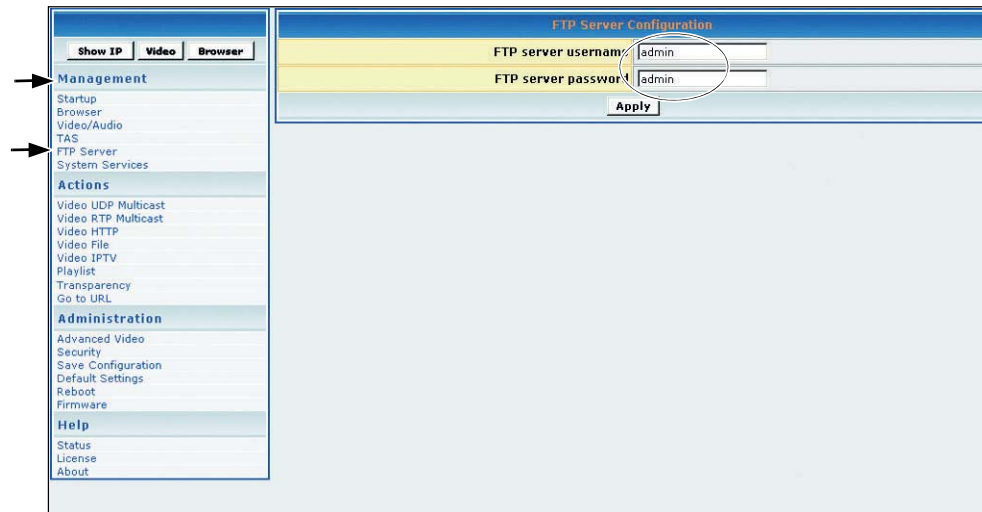 Show IP Video Browser
Management
Startup
Browser
Video/Audio
TAS
FTP Server
System Services
Actions
Video UDP Multicast
Video RTP Multicast
Video HTTP
Video File
Video IPTV
Playlist
Transparency
Go to URL
Administration
Advanced Video
Security
Save Configuration
Default Settings
Reboot
Firmware
Help
Status
License
About
FTP Server Configuration
FTP server username admin
FTP server password admin
Apply